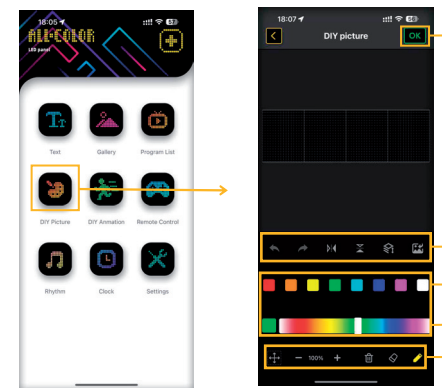 18:05
ALL-COLOR
LED panel
Text
Gallery
Program List
DIY Picture
DIY Anmation
Remote Control
Rhythm
Clock
Settings
18:07
DIY picture
OK
100%